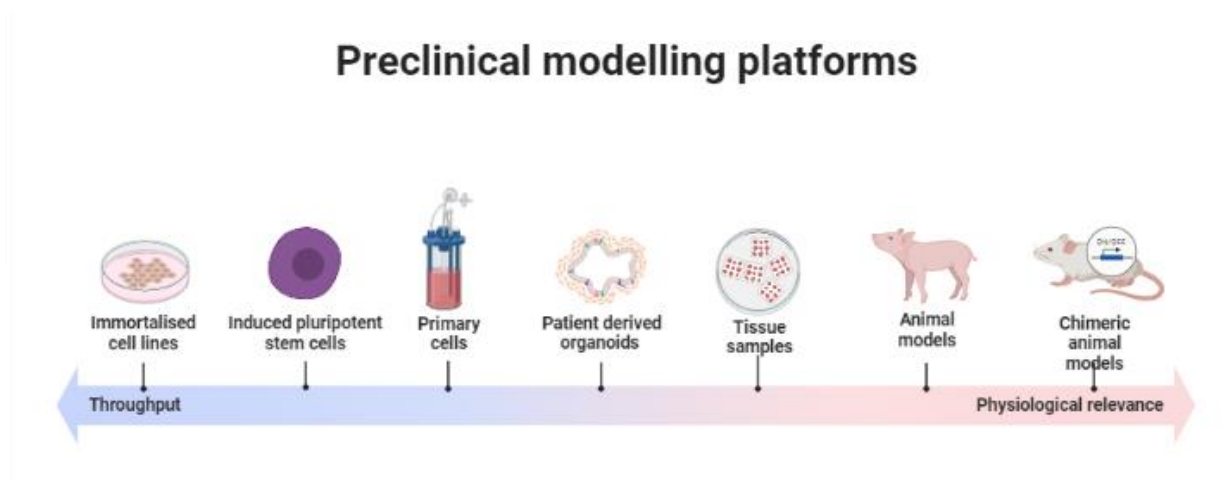 Preclinical modelling platforms
Immortalised
cell lines
Induced pluripotent
stem cells
Primary
cells
Patient derived
organoids
Tissue
samples
Animal
models
Chimeric
animal
models
Throughput
Physiological relevance